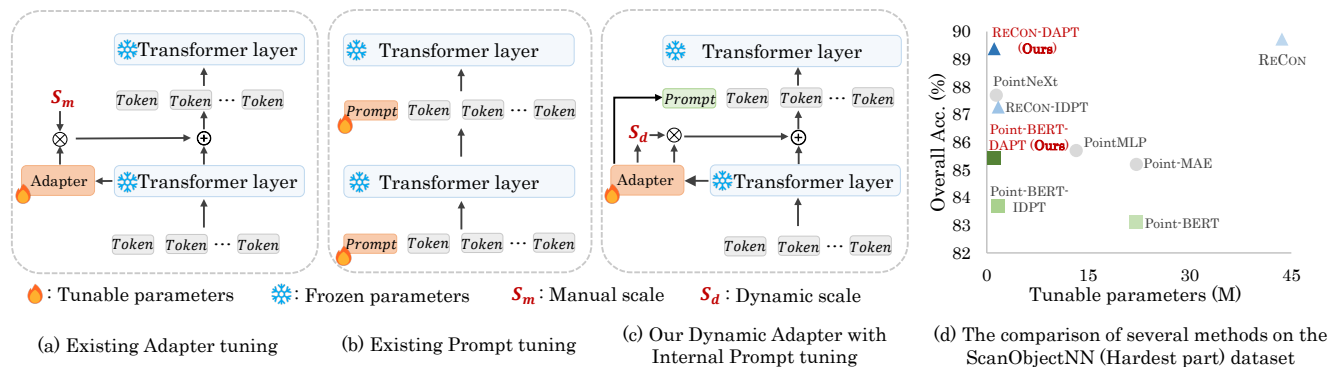 Transformer layer
S_m
Token Token ··· Token
Adapter
Transformer layer
Token Token ··· Token
Transformer layer
Prompt Token Token ··· Token
Transformer layer
Prompt Token Token ··· Token
Transformer layer
Prompt Token Token ··· Token
S_d
Adapter
Transformer layer
Token Token ··· Token
: Tunable parameters
: Frozen parameters
S_m : Manual scale
S_d : Dynamic scale
(a) Existing Adapter tuning
(b) Existing Prompt tuning
(c) Our Dynamic Adapter with
Internal Prompt tuning
Overall Acc. (%)
90
89
88
87
86
85
84
83
82
RECON-DAPT
(Ours)
RECON
PointNeXt
RECON-IDPT
Point-BERT-
DAPT (Ours)
PointMLP
Point-MAE
Point-BERT-
IDPT
Point-BERT
0 15 30 45
Tunable parameters (M)
(d) The comparison of several methods on the
ScanObjectNN (Hardest part) dataset